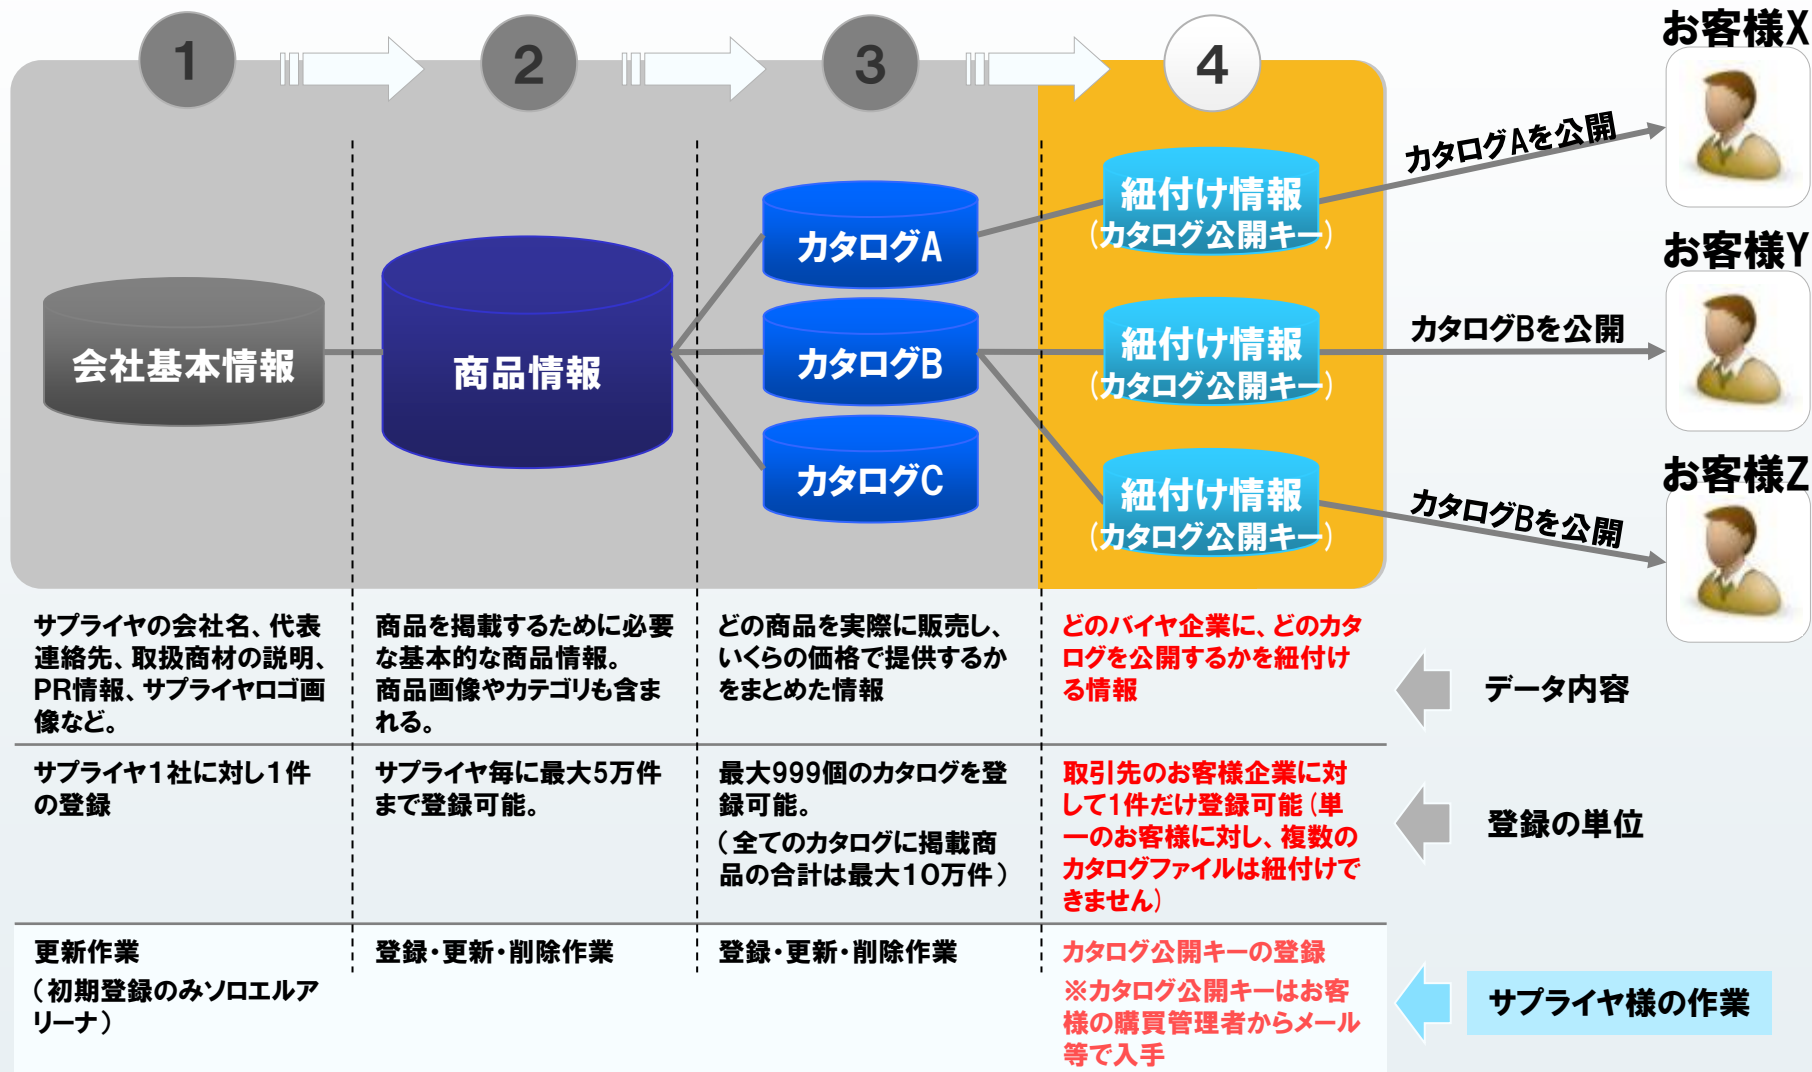 1
2
3
4
お客様X
カタログAを公開
紐付け情報
(カタログ公開キー)
カタログA
お客様Y
会社基本情報
商品情報
カタログB
紐付け情報
(カタログ公開キー)
カタログBを公開
カタログC
紐付け情報
(カタログ公開キー)
カタログBを公開
お客様Z
サプライヤの会社名、代表
連絡先、取扱商材の説明、
PR情報、サプライヤロゴ画
像など。
商品を掲載するために必要
な基本的な商品情報。
商品画像やカテゴリも含ま
れる。
どの商品を実際に販売し、
いくらの価格で提供するか
をまとめた情報
どのバイヤ企業に、どのカタ
ログを公開するかを紐付け
る情報
データ内容
サプライヤ1社に対し1件
の登録
サプライヤ毎に最大5万件
まで登録可能。
最大999個のカタログを登
録可能。
(全てのカタログに掲載商
品の合計は最大10万件)
取引先のお客様企業に対
して1件だけ登録可能(単
一のお客様に対し、複数の
カタログファイルは紐付けで
きません)
登録の単位
更新作業
(初期登録のみソロエルア
リーナ)
登録・更新・削除作業
登録・更新・削除作業
カタログ公開キーの登録
※カタログ公開キーはお客
様の購買管理者からメール
等で入手
サプライヤ様の作業